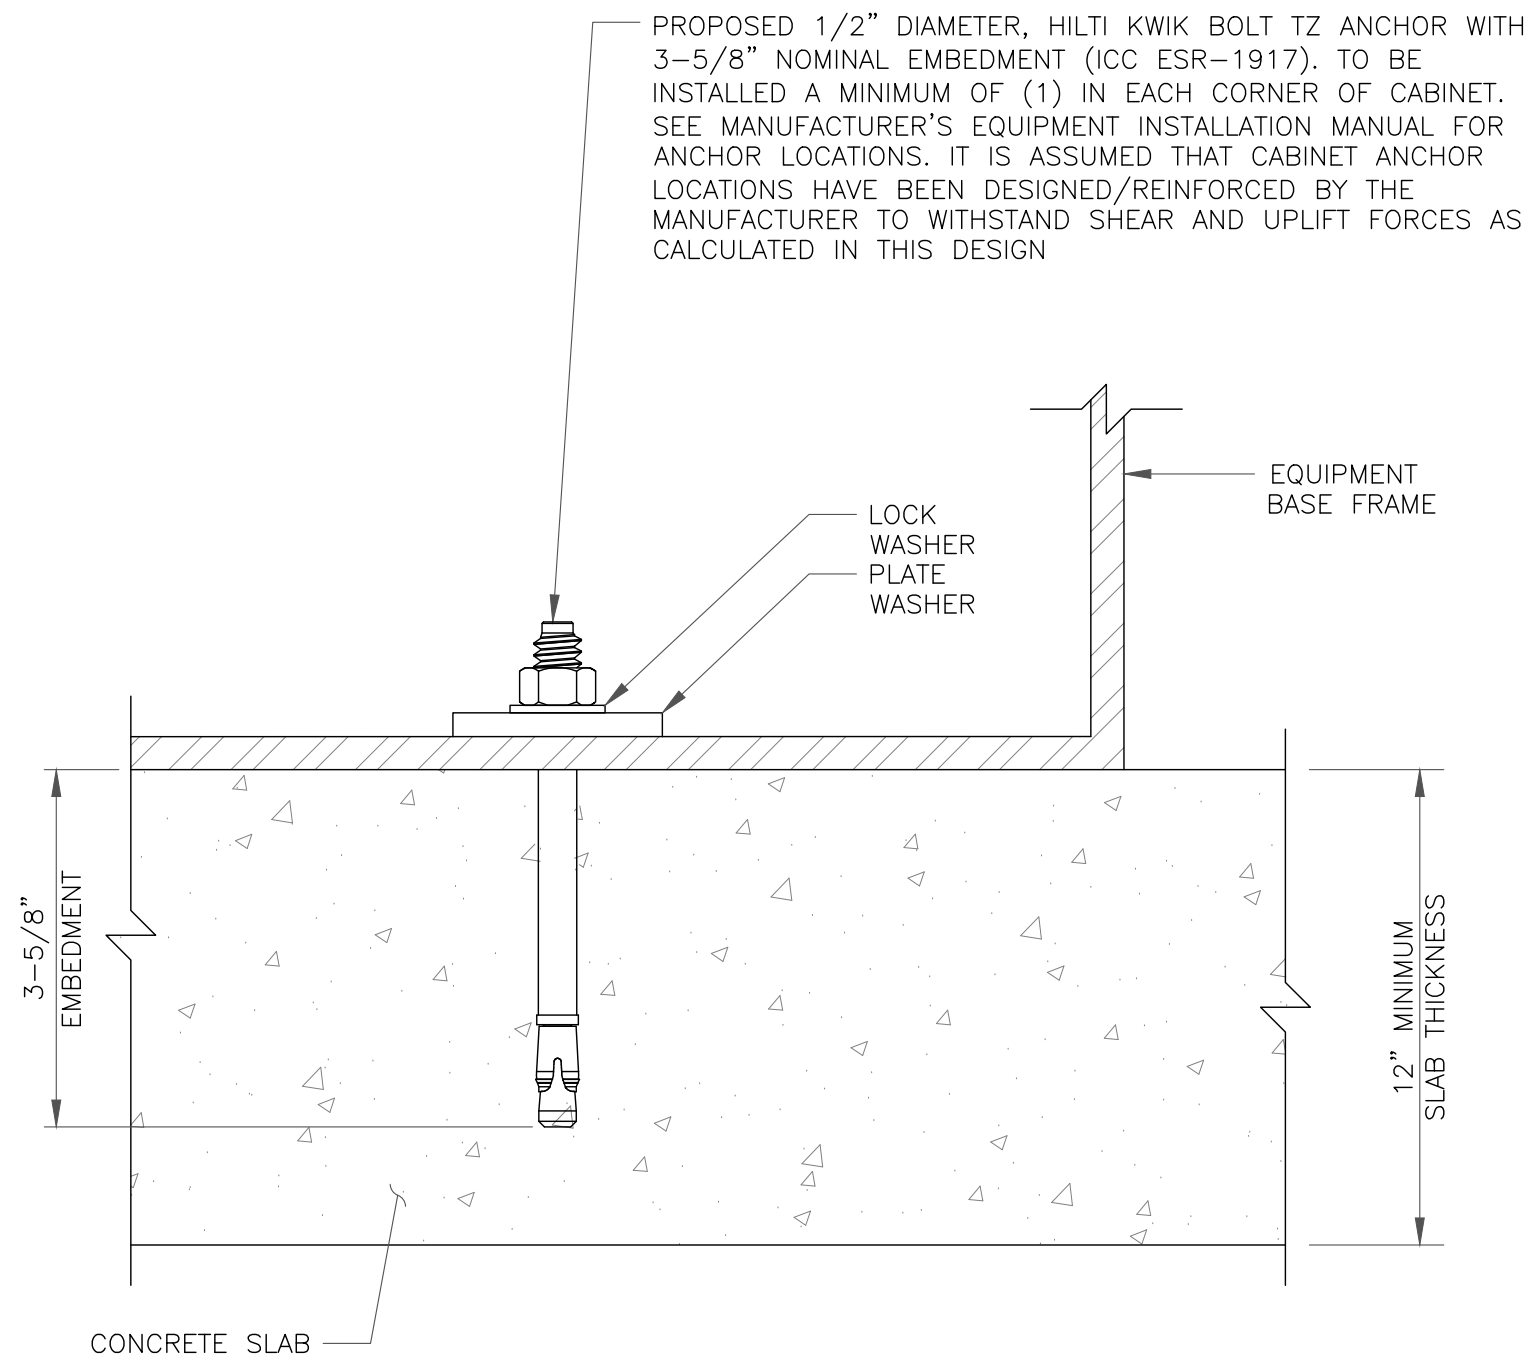 PROPOSED 1/2” DIAMETER, HILTI KWIK BOLT TZ ANCHOR WITH
3-5/8” NOMINAL EMBEDMENT (ICC ESR-1917). TO BE
INSTALLED A MINIMUM OF (1) IN EACH CORNER OF CABINET.
SEE MANUFACTURER’S EQUIPMENT INSTALLATION MANUAL FOR
ANCHOR LOCATIONS. IT IS ASSUMED THAT CABINET ANCHOR
LOCATIONS HAVE BEEN DESIGNED/REINFORCED BY THE
MANUFACTURER TO WITHSTAND SHEAR AND UPLIFT FORCES AS
CALCULATED IN THIS DESIGN
EQUIPMENT
BASE FRAME
LOCK
WASHER
PLATE
WASHER
3-5/8”
EMBEDMENT
12” MINIMUM
SLAB THICKNESS
CONCRETE SLAB